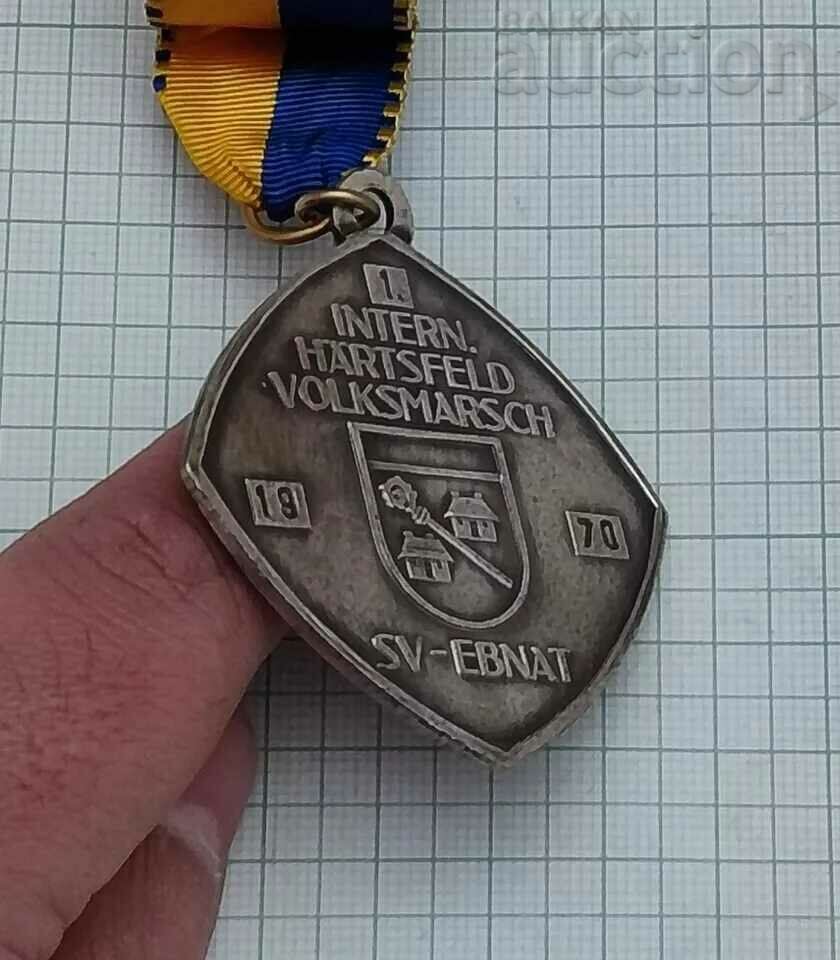 BALKAN
auction
1.
INTERN.
HÄRTSFELD
VOLKSMARSCH
19 70
SV-EBNAT